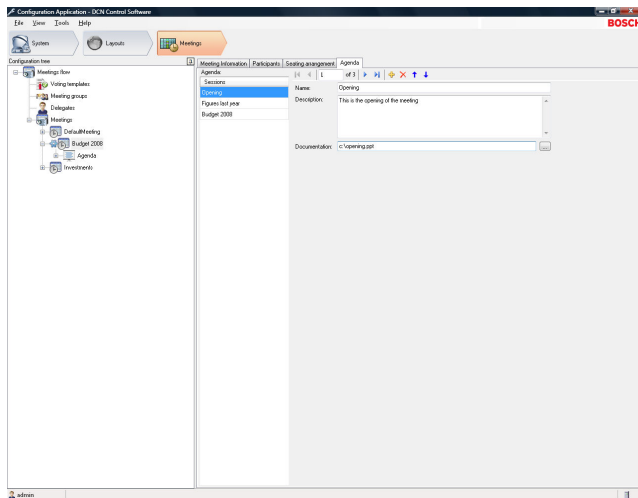 Configuration Application - DCN Control Software
File View Tools Help
BOSCH
System
Layouts
Meetings
Configuration tree
Meetings flow
Voting templates
Meeting groups
Delegates
Meetings
DefaultMeeting
Budget 2008
Agenda
Investments
Meeting Information Participants Seating arrangement Agenda
Agenda:
Sessions
Opening
Figures last year
Budget 2008
1 of 3
Name: Opening
Description: This is the opening of the meeting
Documentation: c:\opening.ppt ...
admin